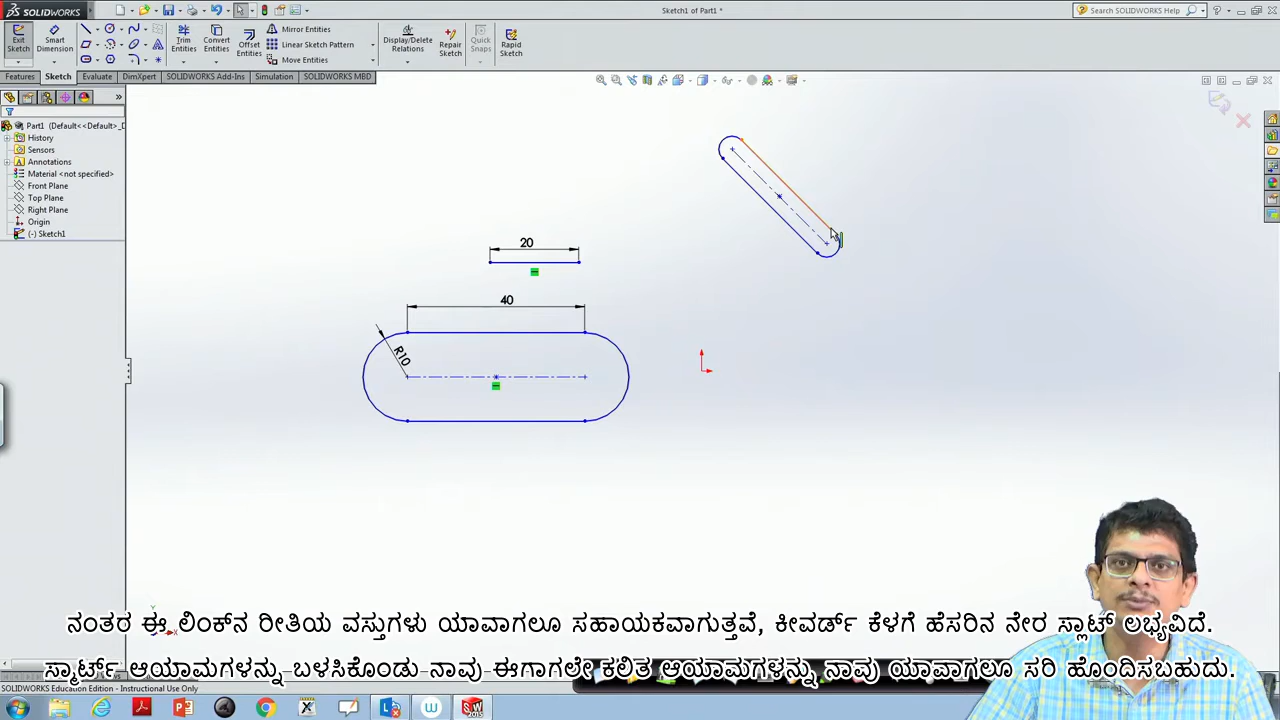 SOLIDWORKS
Sketch1 of Part1 *
Search SOLIDWORKS Help
Exit Sketch
Smart Dimension
Trim Entities
Convert Entities
Offset Entities
Mirror Entities
Linear Sketch Pattern
Move Entities
Display/Delete Relations
Repair Sketch
Quick Snaps
Rapid Sketch
Features
Sketch
Evaluate
DimXpert
SOLIDWORKS Add-Ins
Simulation
SOLIDWORKS MBD
Part1 (Default<<Default>_D
History
Sensors
Annotations
Material <not specified>
Front Plane
Top Plane
Right Plane
Origin
(-) Sketch1
20
40
R10
ನಂತರ ಈ ಲಿಂಕ್‌ನ ರೀತಿಯ ವಸ್ತುಗಳು ಯಾವಾಗಲೂ ಸಹಾಯಕವಾಗುತ್ತವೆ, ಕೀವರ್ಡ್ ಕೆಳಗೆ ಹೆಸರಿನ ನೇರ ಸ್ಲಾಟ್ ಲಭ್ಯವಿದೆ.
ಸ್ಮಾರ್ಟ್ ಆಯಾಮಗಳನ್ನು ಬಳಸಿಕೊಂಡು ನಾವು ಈಗಾಗಲೇ ಕಲಿತ ಆಯಾಮಗಳನ್ನು ನಾವು ಯಾವಾಗಲೂ ಸರಿ ಹೊಂದಿಸಬಹುದು.
SOLIDWORKS Education Edition - Instructional Use Only